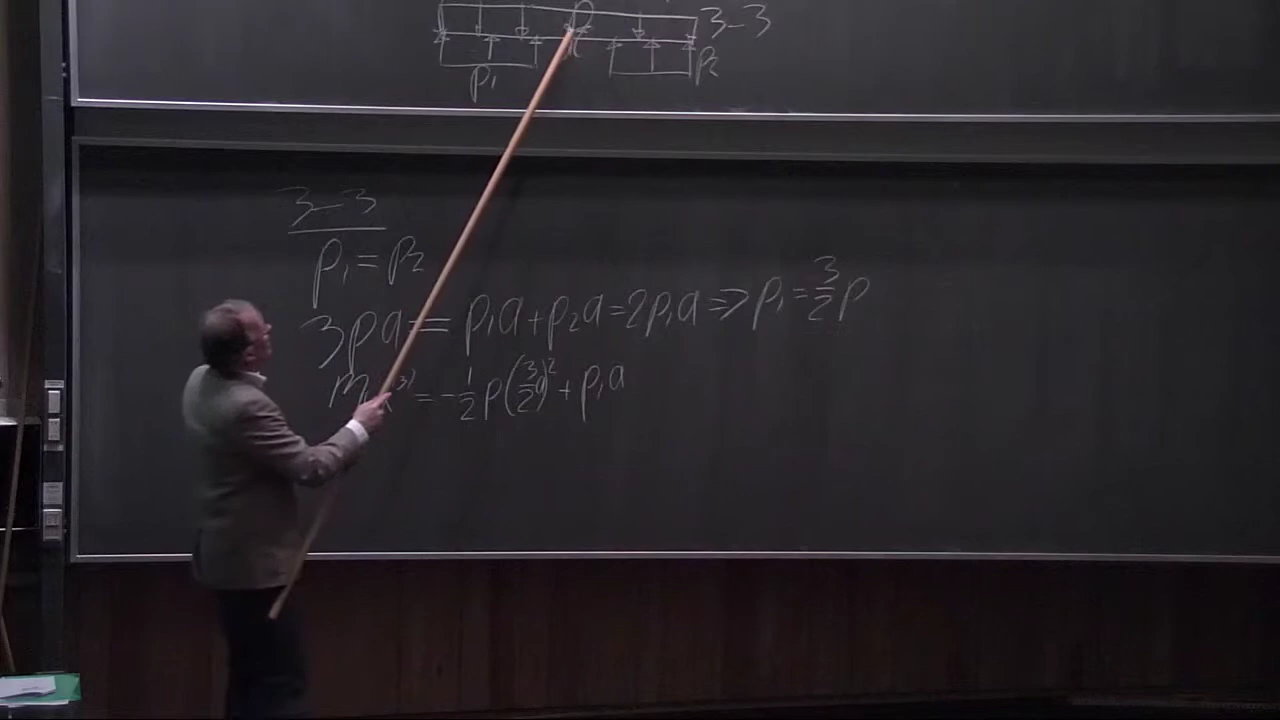 p 3-3
p₁ p₂
3-3
p₁ = p₂
3pa = p₁a + p₂a = 2p₁a ⇒ p₁ = 3/2 p
= -1/2 p(3/2 a)² + p₁a